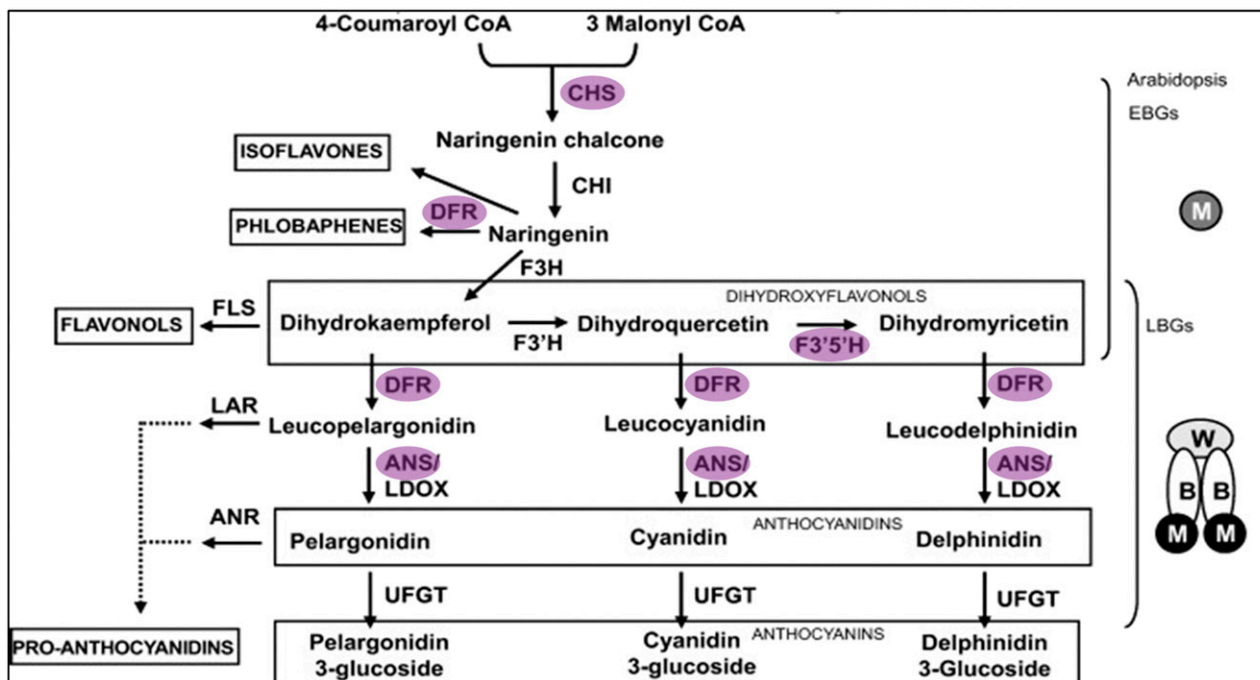 4-Coumaroyl CoA 3 Malonyl CoA
CHS
Arabidopsis
EBGs
Naringenin chalcone
ISOFLAVONES
CHI
DFR
M
PHLOBAPHENES
Naringenin
F3H
DIHYDROXYFLAVONOLS
FLS
FLAVONOLS
Dihydrokaempferol Dihydroquercetin Dihydromyricetin
LBGs
F3'H F3'5'H
DFR DFR DFR
LAR
Leucopelargonidin Leucocyanidin Leucodelphinidin
W
ANS/ ANS/ ANS/
LDOX LDOX LDOX
B B
ANR
ANTHOCYANIDINS
M M
Pelargonidin Cyanidin Delphinidin
UFGT UFGT UFGT
PRO-ANTHOCYANIDINS
Pelargonidin Cyanidin ANTHOCYANINS Delphinidin
3-glucoside 3-glucoside 3-Glucoside